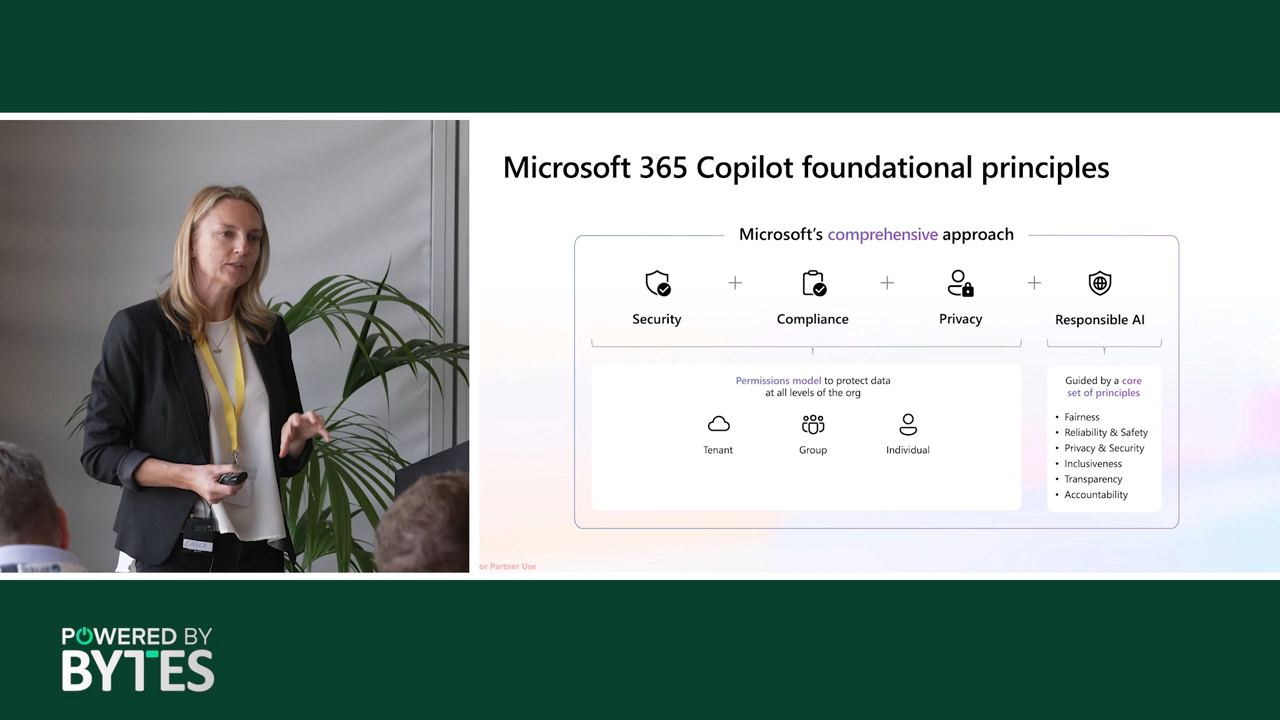 Microsoft 365 Copilot foundational principles
Microsoft's comprehensive approach
Security
Compliance
Privacy
Responsible AI
Permissions model to protect data
at all levels of the org
Tenant
Group
Individual
Guided by a core
set of principles
• Fairness
• Reliability & Safety
• Privacy & Security
• Inclusiveness
• Transparency
• Accountability
or Partner Use
POWERED BY
BYTES